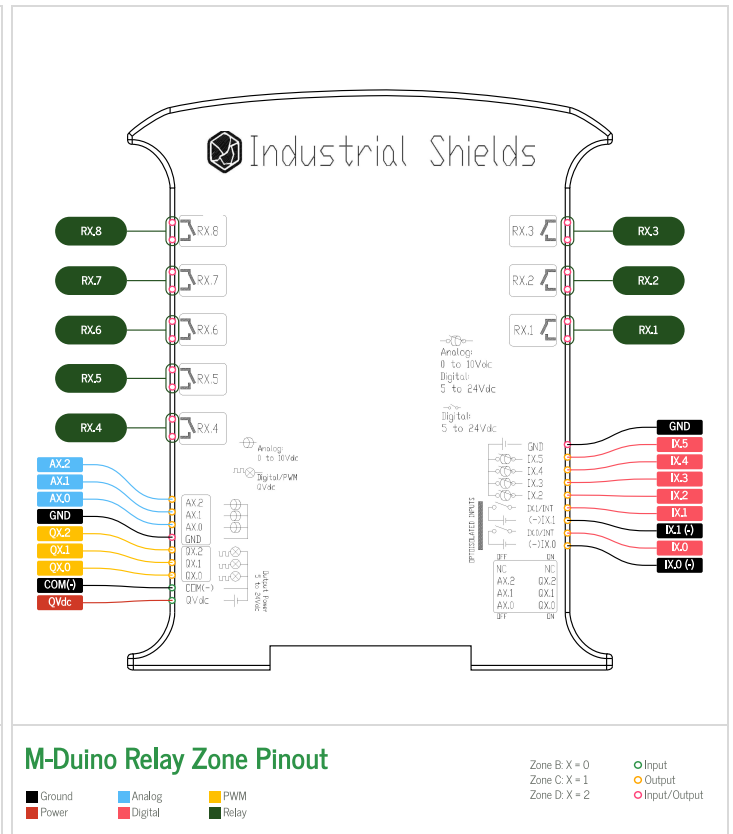 Industrial Shields
RX.8
RX.8
RX.7
RX.7
RX.6
RX.6
RX.5
RX.5
RX.4
RX.4
RX.3
RX.3
RX.2
RX.2
RX.1
RX.1
Analog:
0 to 10Vdc
Digital:
5 to 24Vdc
Digital:
5 to 24Vdc
Analog:
0 to 10Vdc
Digital/PWM
QVdc
AX.2
AX.1
AX.0
GND
QX.2
QX.1
QX.0
COM(-)
QVdc
AX.2
AX.1
AX.0
GND
QX.2
QX.1
QX.0
COM(-)
QVdc
Output Power
5 to 24Vdc
OPTOISOLATED INPUTS
GND
IX.5
IX.4
IX.3
IX.2
IX.1/INT
(-)IX.1
IX.0/INT
(-)IX.0
GND
IX.5
IX.4
IX.3
IX.2
IX.1
IX.1 (-)
IX.0
IX.0 (-)
OFF ON
NC NC
AX.2 QX.2
AX.1 QX.1
AX.0 QX.0
OFF ON
M-Duino Relay Zone Pinout
Ground
Analog
PWM
Power
Digital
Relay
Zone B: X = 0
Zone C: X = 1
Zone D: X = 2
Input
Output
Input/Output